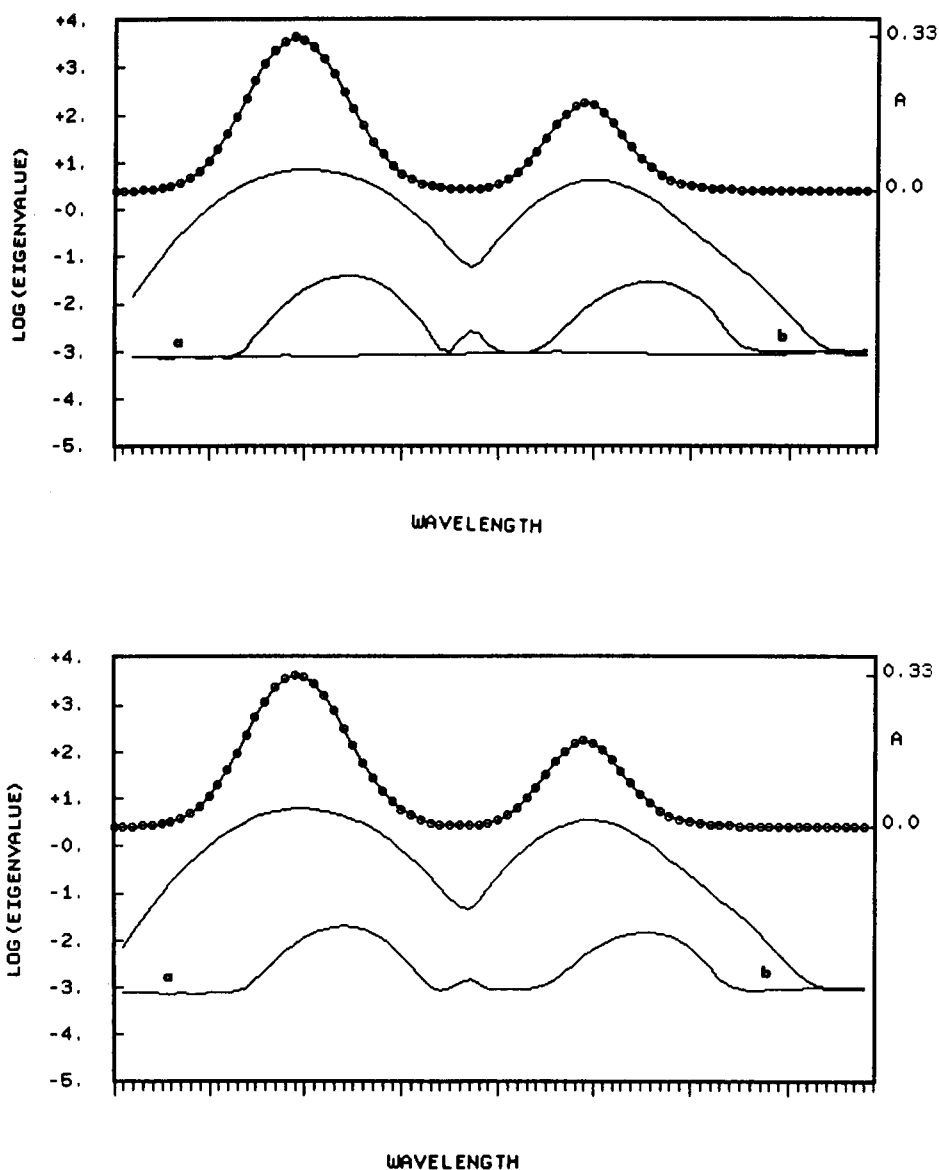 +4.
+3.
+2.
+1.
-0.
-1.
-2.
-3.
-4.
-5.
LOG(EIGENVALUE)
a
b
0.33
A
0.0
WAVELENGTH
+4.
+3.
+2.
+1.
-0.
-1.
-2.
-3.
-4.
-5.
LOG(EIGENVALUE)
a
b
0.33
A
0.0
WAVELENGTH